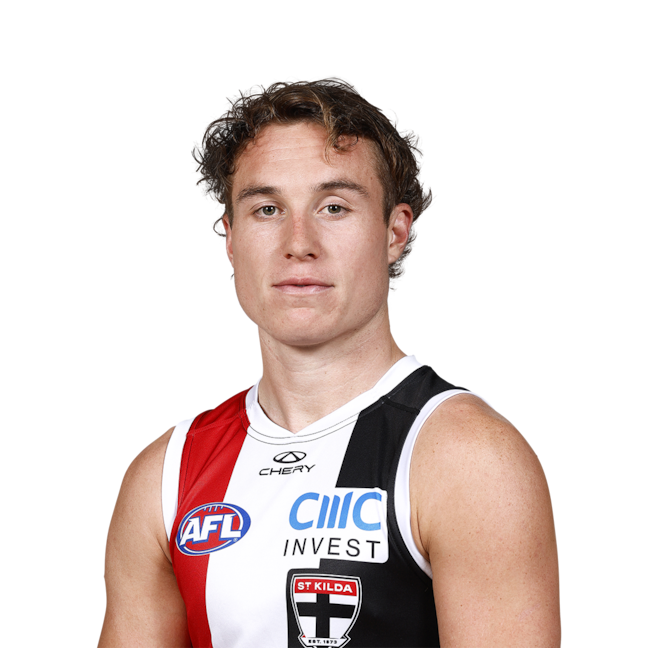 CHERY
AFL
CMC
INVEST
ST KILDA
EST. 1873